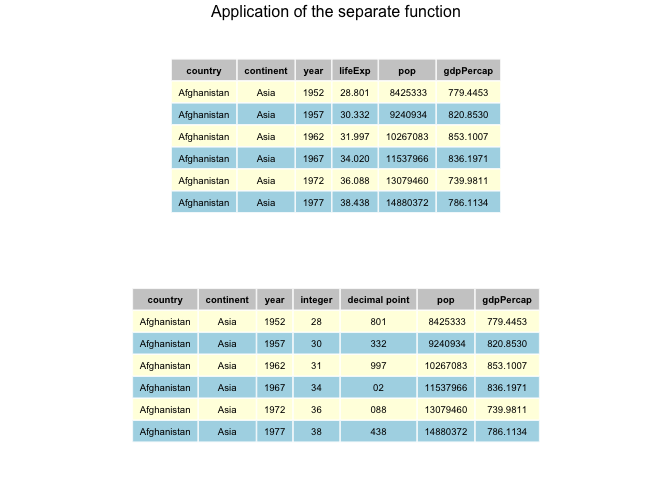 Application of the separate function
country continent year lifeExp pop gdpPercap
Afghanistan Asia 1952 28.801 8425333 779.4453
Afghanistan Asia 1957 30.332 9240934 820.8530
Afghanistan Asia 1962 31.997 10267083 853.1007
Afghanistan Asia 1967 34.020 11537966 836.1971
Afghanistan Asia 1972 36.088 13079460 739.9811
Afghanistan Asia 1977 38.438 14880372 786.1134
country continent year integer decimal point pop gdpPercap
Afghanistan Asia 1952 28 801 8425333 779.4453
Afghanistan Asia 1957 30 332 9240934 820.8530
Afghanistan Asia 1962 31 997 10267083 853.1007
Afghanistan Asia 1967 34 02 11537966 836.1971
Afghanistan Asia 1972 36 088 13079460 739.9811
Afghanistan Asia 1977 38 438 14880372 786.1134